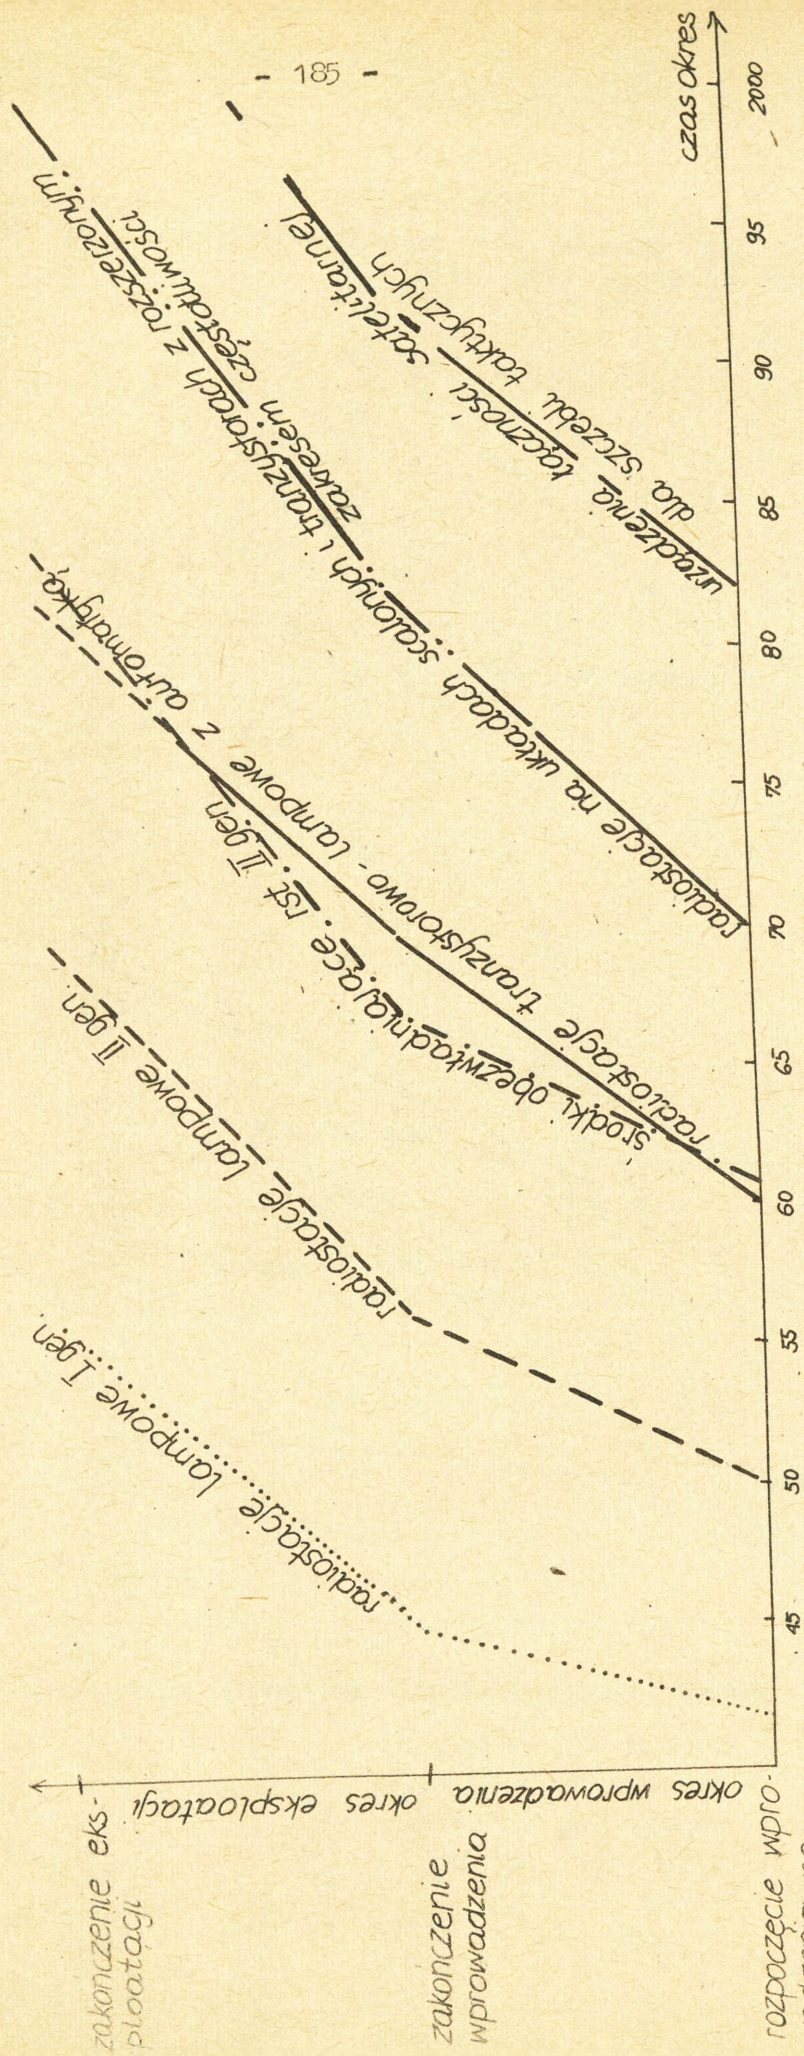 - 185 -
zakończenie eks-
ploatacji
okres eksploatacji
zakończenie
wprowadzenia
okres wprowadzenia
rozpoczęcie wpro-
radiostacje lampowe I gen.
radiostacje lampowe II gen.
środki obezwładniające rst. II gen
radiostacje tranzystorowo-lampowe z automatyką
radiostacje na układach scalonych i tranzystorach z rozszerzonym
zakresem częstotliwości
urządzenia łączności satelitarnej
dla szczebli taktycznych
45 50 55 60 65 70 75 80 85 90 95 2000
czas okres